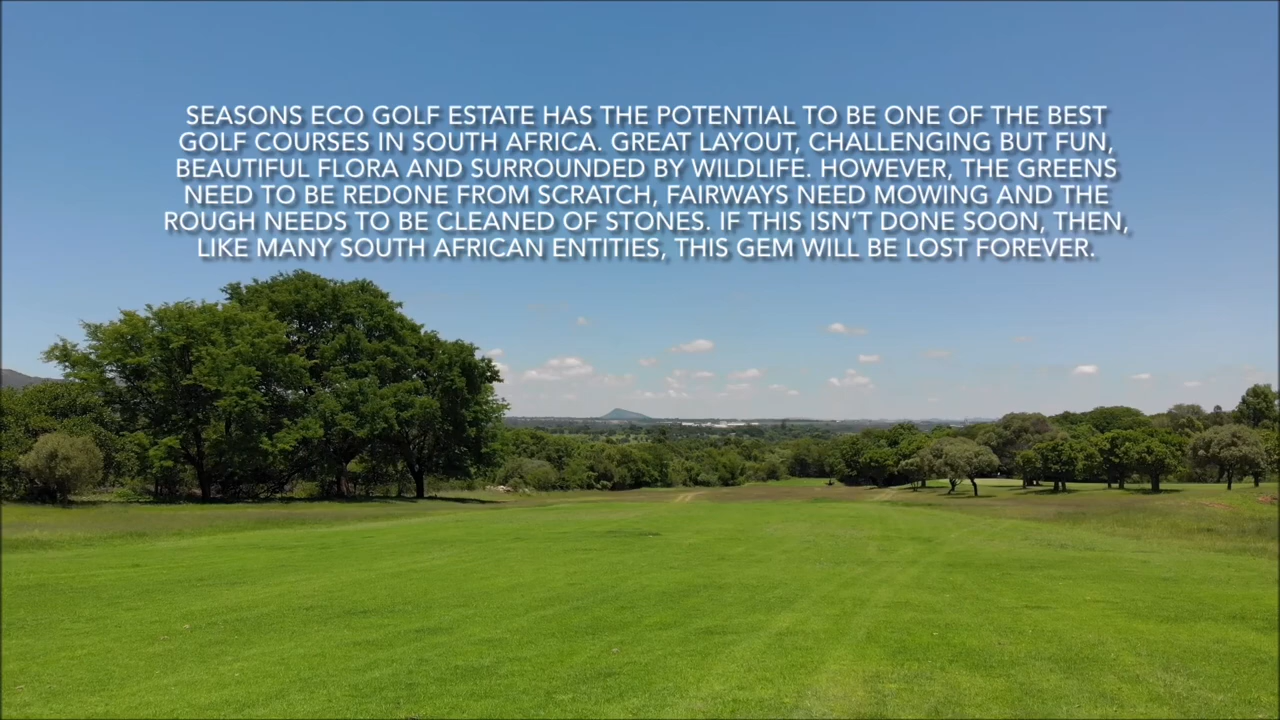 SEASONS ECO GOLF ESTATE HAS THE POTENTIAL TO BE ONE OF THE BEST
GOLF COURSES IN SOUTH AFRICA. GREAT LAYOUT, CHALLENGING BUT FUN,
BEAUTIFUL FLORA AND SURROUNDED BY WILDLIFE. HOWEVER, THE GREENS
NEED TO BE REDONE FROM SCRATCH, FAIRWAYS NEED MOWING AND THE
ROUGH NEEDS TO BE CLEANED OF STONES. IF THIS ISN’T DONE SOON, THEN,
LIKE MANY SOUTH AFRICAN ENTITIES, THIS GEM WILL BE LOST FOREVER.